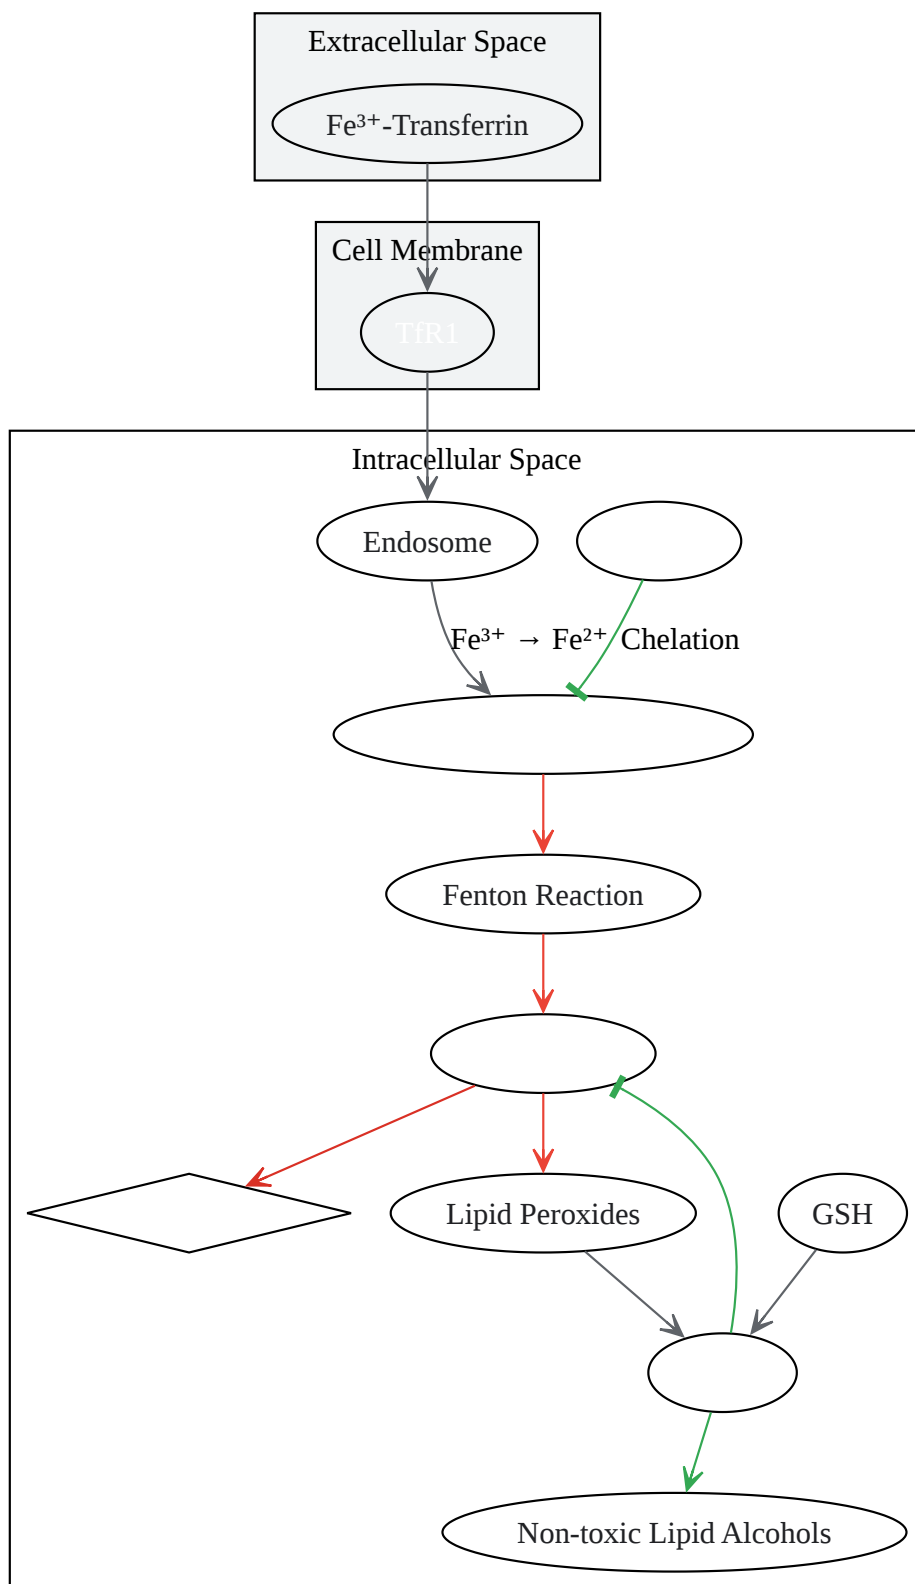 Extracellular Space
Fe³⁺-Transferrin
Cell Membrane
TfR1
Intracellular Space
Endosome
Fe³⁺ → Fe²⁺
Chelation
Fenton Reaction
Lipid Peroxides
GSH
Non-toxic Lipid Alcohols